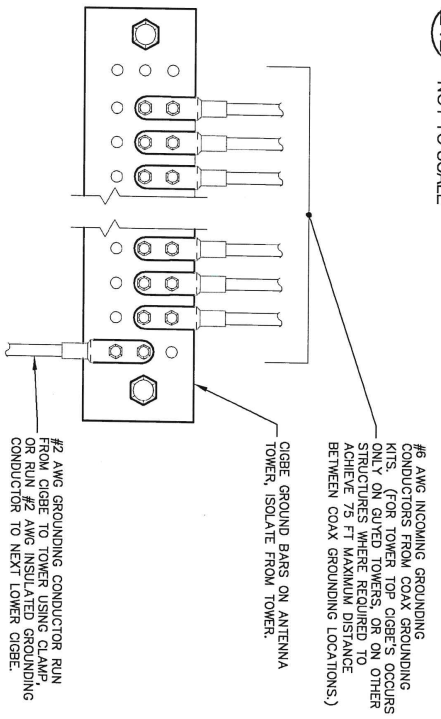 NOT TO SCALE
#6 AWG INCOMING GROUNDING
CONDUCTORS FROM COAX GROUNDING
KITS. (FOR TOWER TOP CIGBE'S OCCURS
ONLY ON GUYED TOWERS, OR ON OTHER
STRUCTURES WHERE REQUIRED TO
ACHIEVE 75 FT MAXIMUM DISTANCE
BETWEEN COAX GROUNDING LOCATIONS.)
CIGBE GROUND BARS ON ANTENNA
TOWER, ISOLATE FROM TOWER.
#2 AWG GROUNDING CONDUCTOR RUN
FROM CIGBE TO TOWER USING CLAMP,
OR RUN #2 AWG INSULATED GROUNDING
CONDUCTOR TO NEXT LOWER CIGBE.